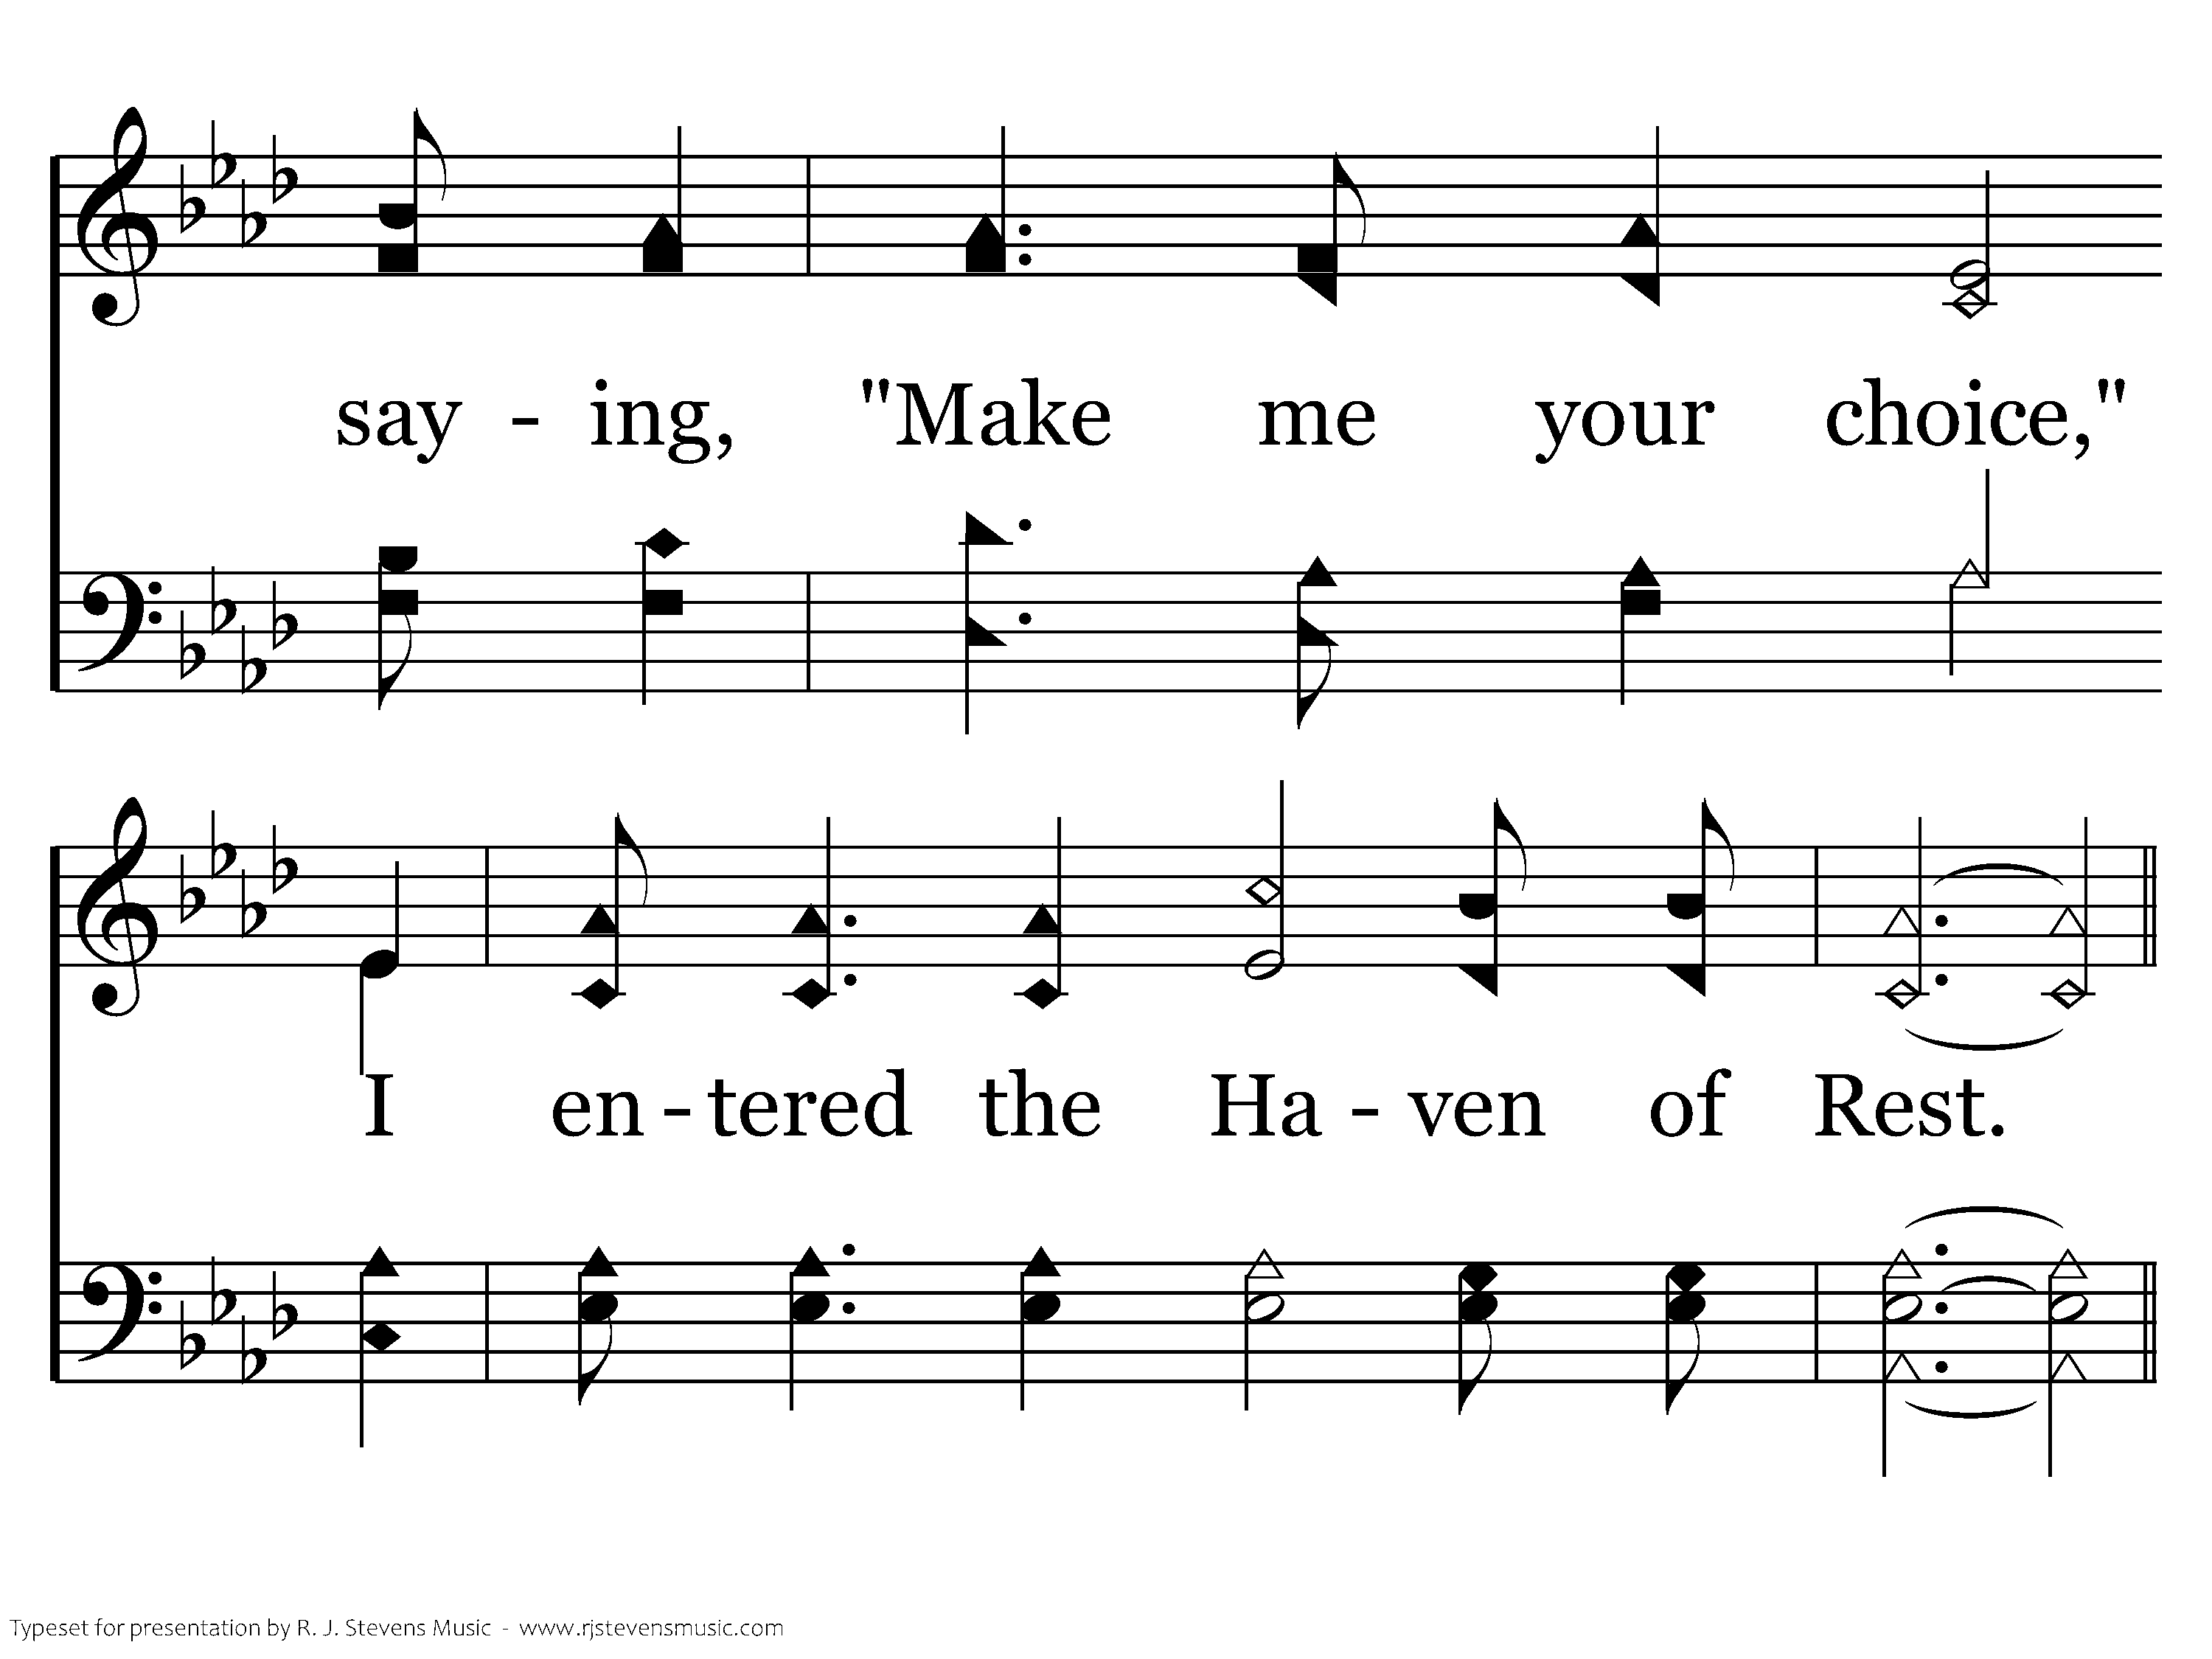 say - ing, "Make me your choice,"
I en - tered the Ha - ven of Rest.
Typeset for presentation by R. J. Stevens Music - www.rjstevensmusic.com